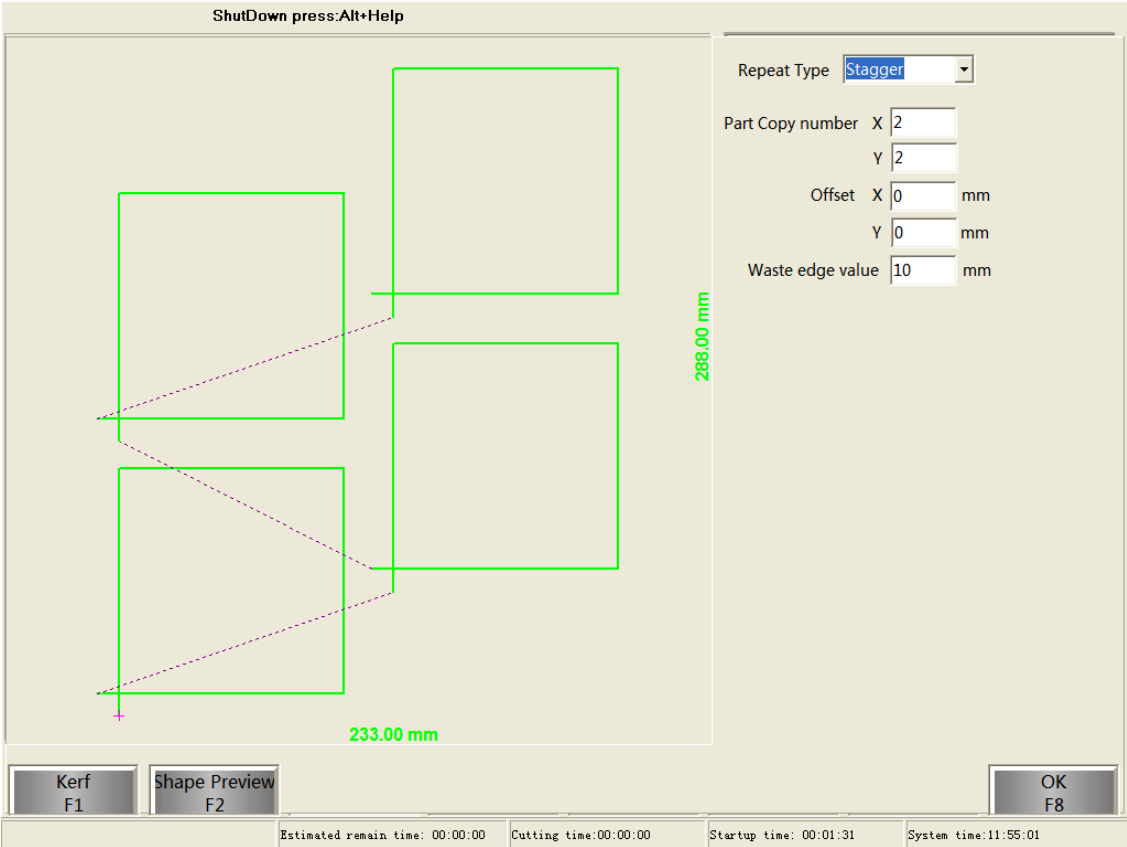 ShutDown press:Alt+Help
Repeat Type Stagger
Part Copy number X 2
Y 2
Offset X 0 mm
Y 0 mm
Waste edge value 10 mm
288.00 mm
233.00 mm
Kerf
F1
Shape Preview
F2
OK
F8
Estimated remain time: 00:00:00 Cutting time:00:00:00 Startup time: 00:01:31 System time:11:55:01